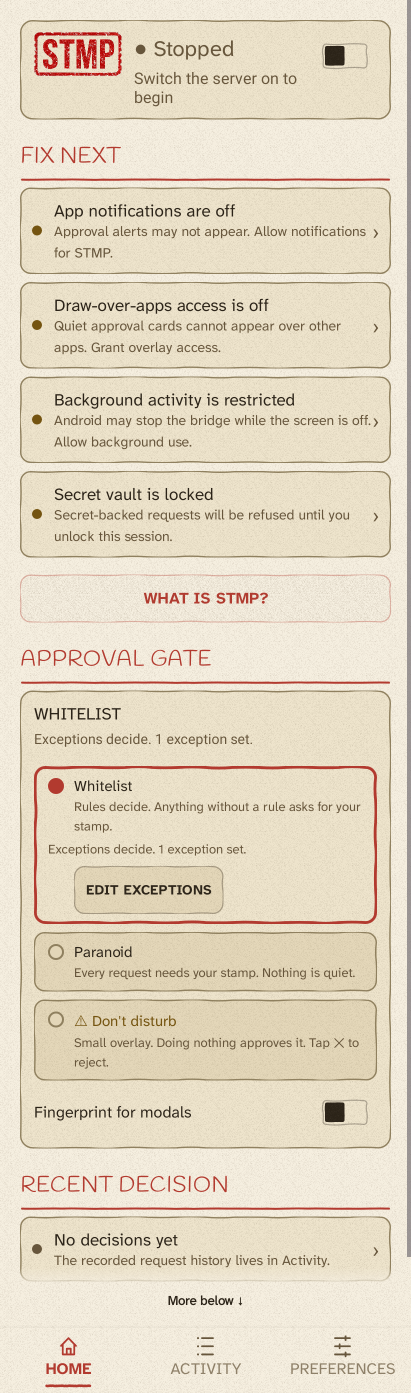 STMP
● Stopped
Switch the server on to
begin
FIX NEXT
App notifications are off
Approval alerts may not appear. Allow notifications
for STMP.
Draw-over-apps access is off
Quiet approval cards cannot appear over other
apps. Grant overlay access.
Background activity is restricted
Android may stop the bridge while the screen is off.
Allow background use.
Secret vault is locked
Secret-backed requests will be refused until you
unlock this session.
WHAT IS STMP?
APPROVAL GATE
WHITELIST
Exceptions decide. 1 exception set.
Whitelist
Rules decide. Anything without a rule asks for your
stamp.
Exceptions decide. 1 exception set.
EDIT EXCEPTIONS
Paranoid
Every request needs your stamp. Nothing is quiet.
⚠ Don't disturb
Small overlay. Doing nothing approves it. Tap ✕ to
reject.
Fingerprint for modals
RECENT DECISION
No decisions yet
The recorded request history lives in Activity.
More below ↓
HOME
ACTIVITY
PREFERENCES